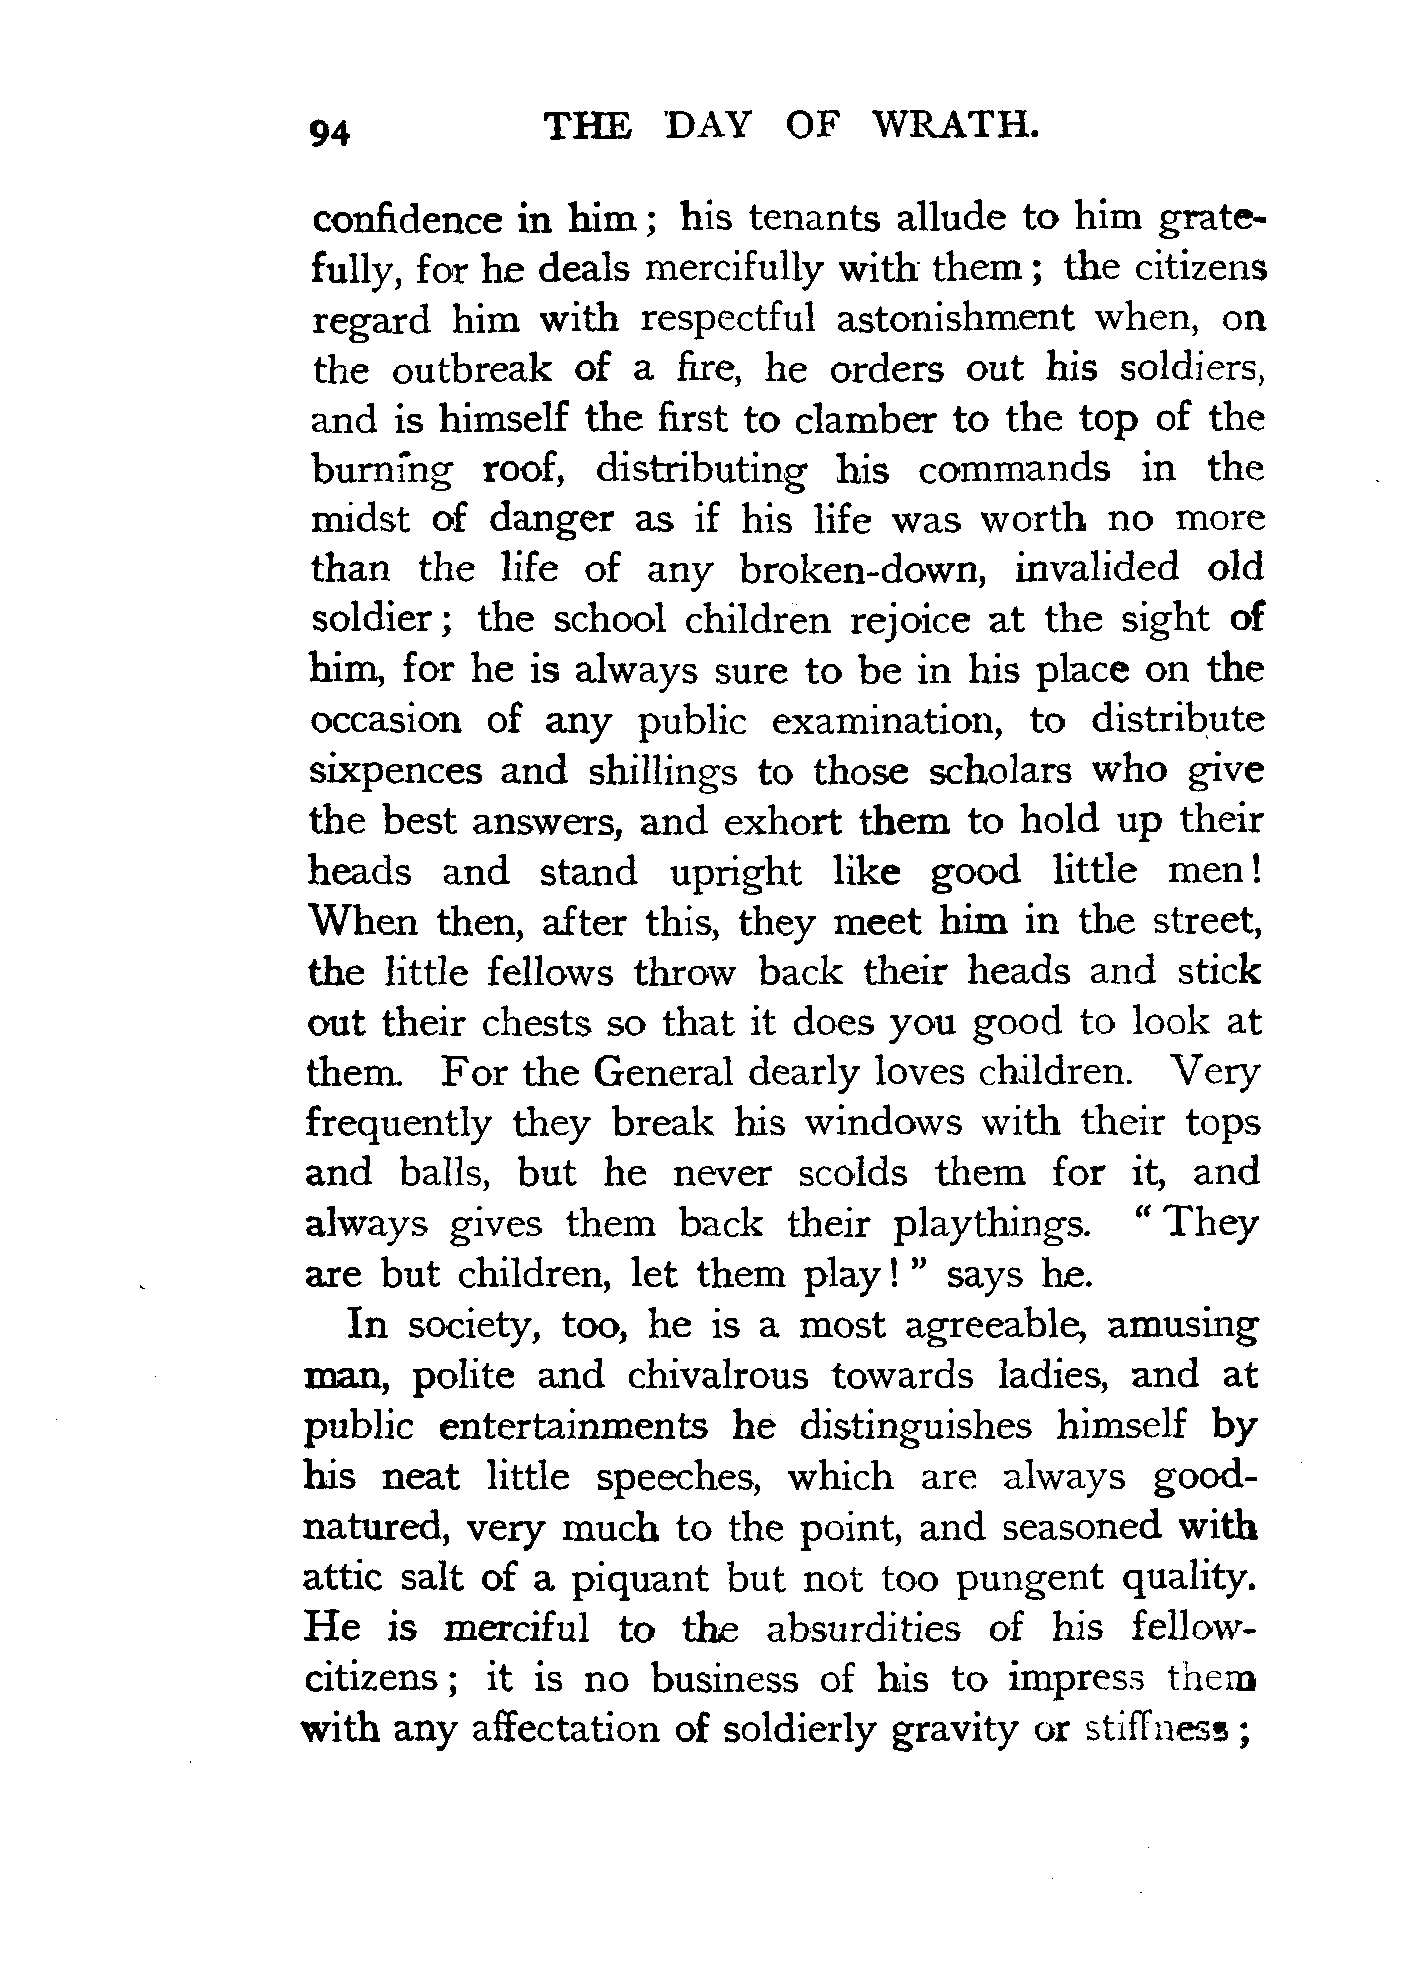 94 THE DAY OF WRATH.
confidence in him ; his tenants allude to him grate-
fully, for he deals mercifully with them ; the citizens
regard him with respectful astonishment when, on
the outbreak of a fire, he orders out his soldiers,
and is himself the first to clamber to the top of the
burning roof, distributing his commands in the
midst of danger as if his life was worth no more
than the life of any broken-down, invalided old
soldier ; the school children rejoice at the sight of
him, for he is always sure to be in his place on the
occasion of any public examination, to distribute
sixpences and shillings to those scholars who give
the best answers, and exhort them to hold up their
heads and stand upright like good little men !
When then, after this, they meet him in the street,
the little fellows throw back their heads and stick
out their chests so that it does you good to look at
them. For the General dearly loves children. Very
frequently they break his windows with their tops
and balls, but he never scolds them for it, and
always gives them back their playthings. “ They
are but children, let them play ! ” says he.
In society, too, he is a most agreeable, amusing
man, polite and chivalrous towards ladies, and at
public entertainments he distinguishes himself by
his neat little speeches, which are always good-
natured, very much to the point, and seasoned with
attic salt of a piquant but not too pungent quality.
He is merciful to the absurdities of his fellow-
citizens ; it is no business of his to impress them
with any affectation of soldierly gravity or stiffness ;